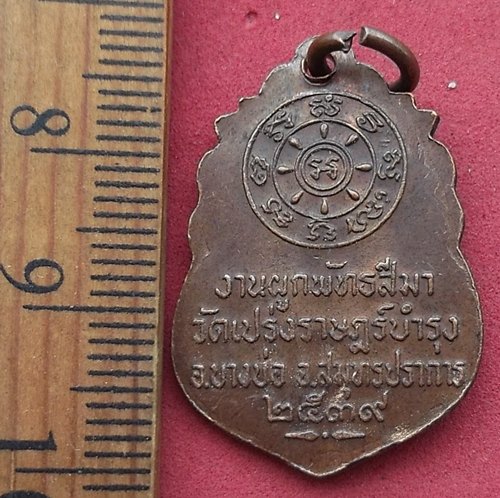 8
9
1
งานผูกพัทธสีมา
วัดเปร็งราษฎร์บำรุง
อ.บางบ่อ จ.สมุทรปราการ
๒๕๓๙